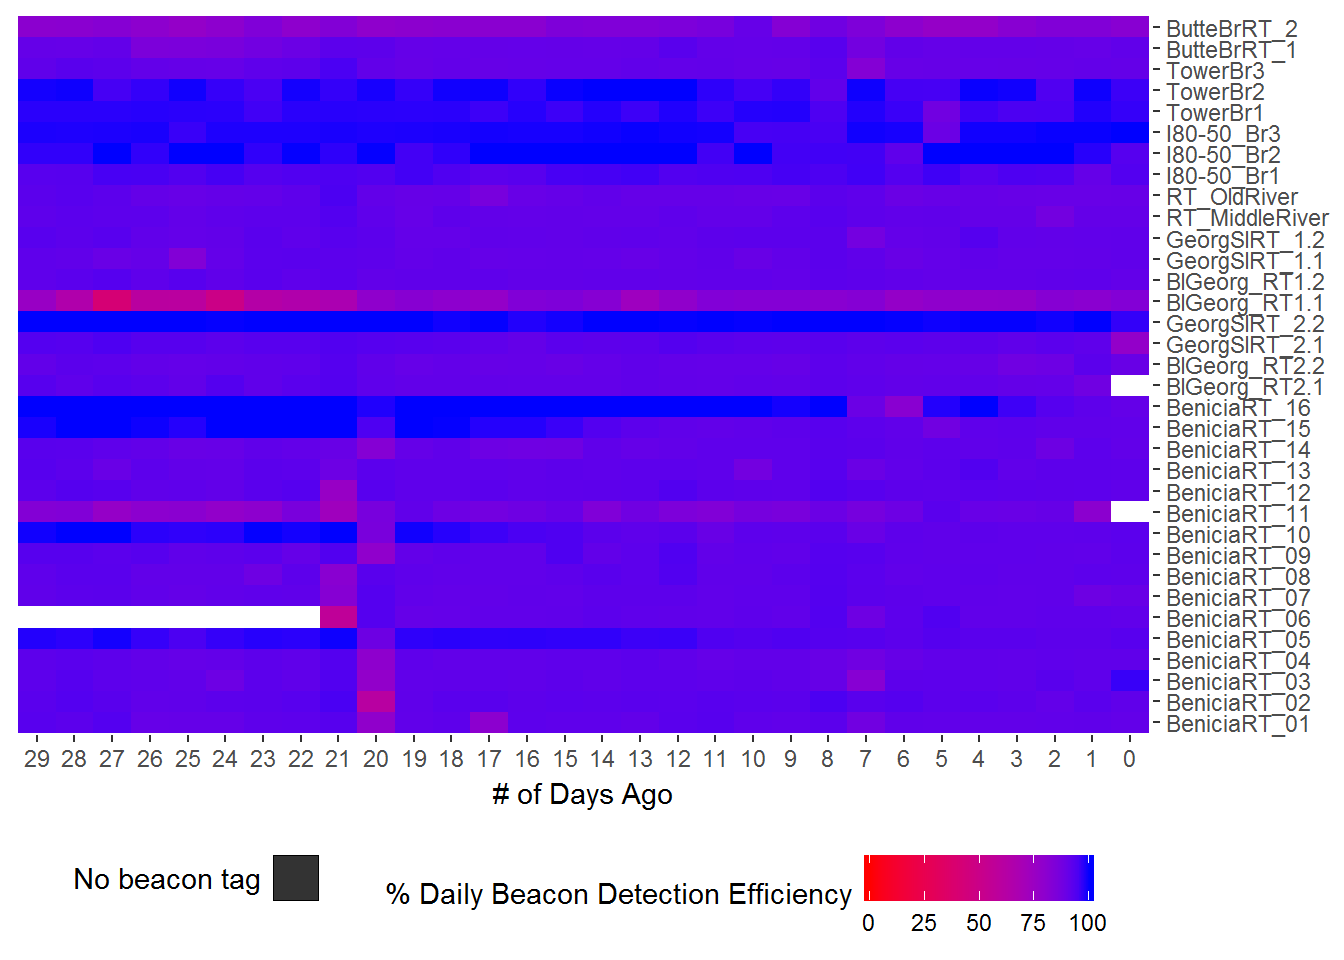 ButteBrRT_2
ButteBrRT_1
TowerBr3
TowerBr2
TowerBr1
I80-50_Br3
I80-50_Br2
I80-50_Br1
RT_OldRiver
RT_MiddleRiver
GeorgSlRT_1.2
GeorgSlRT_1.1
BlGeorg_RT1.2
BlGeorg_RT1.1
GeorgSlRT_2.2
GeorgSlRT_2.1
BlGeorg_RT2.2
BlGeorg_RT2.1
BeniciaRT_16
BeniciaRT_15
BeniciaRT_14
BeniciaRT_13
BeniciaRT_12
BeniciaRT_11
BeniciaRT_10
BeniciaRT_09
BeniciaRT_08
BeniciaRT_07
BeniciaRT_06
BeniciaRT_05
BeniciaRT_04
BeniciaRT_03
BeniciaRT_02
BeniciaRT_01
29 28 27 26 25 24 23 22 21 20 19 18 17 16 15 14 13 12 11 10 9 8 7 6 5 4 3 2 1 0
# of Days Ago
No beacon tag
% Daily Beacon Detection Efficiency
0 25 50 75 100